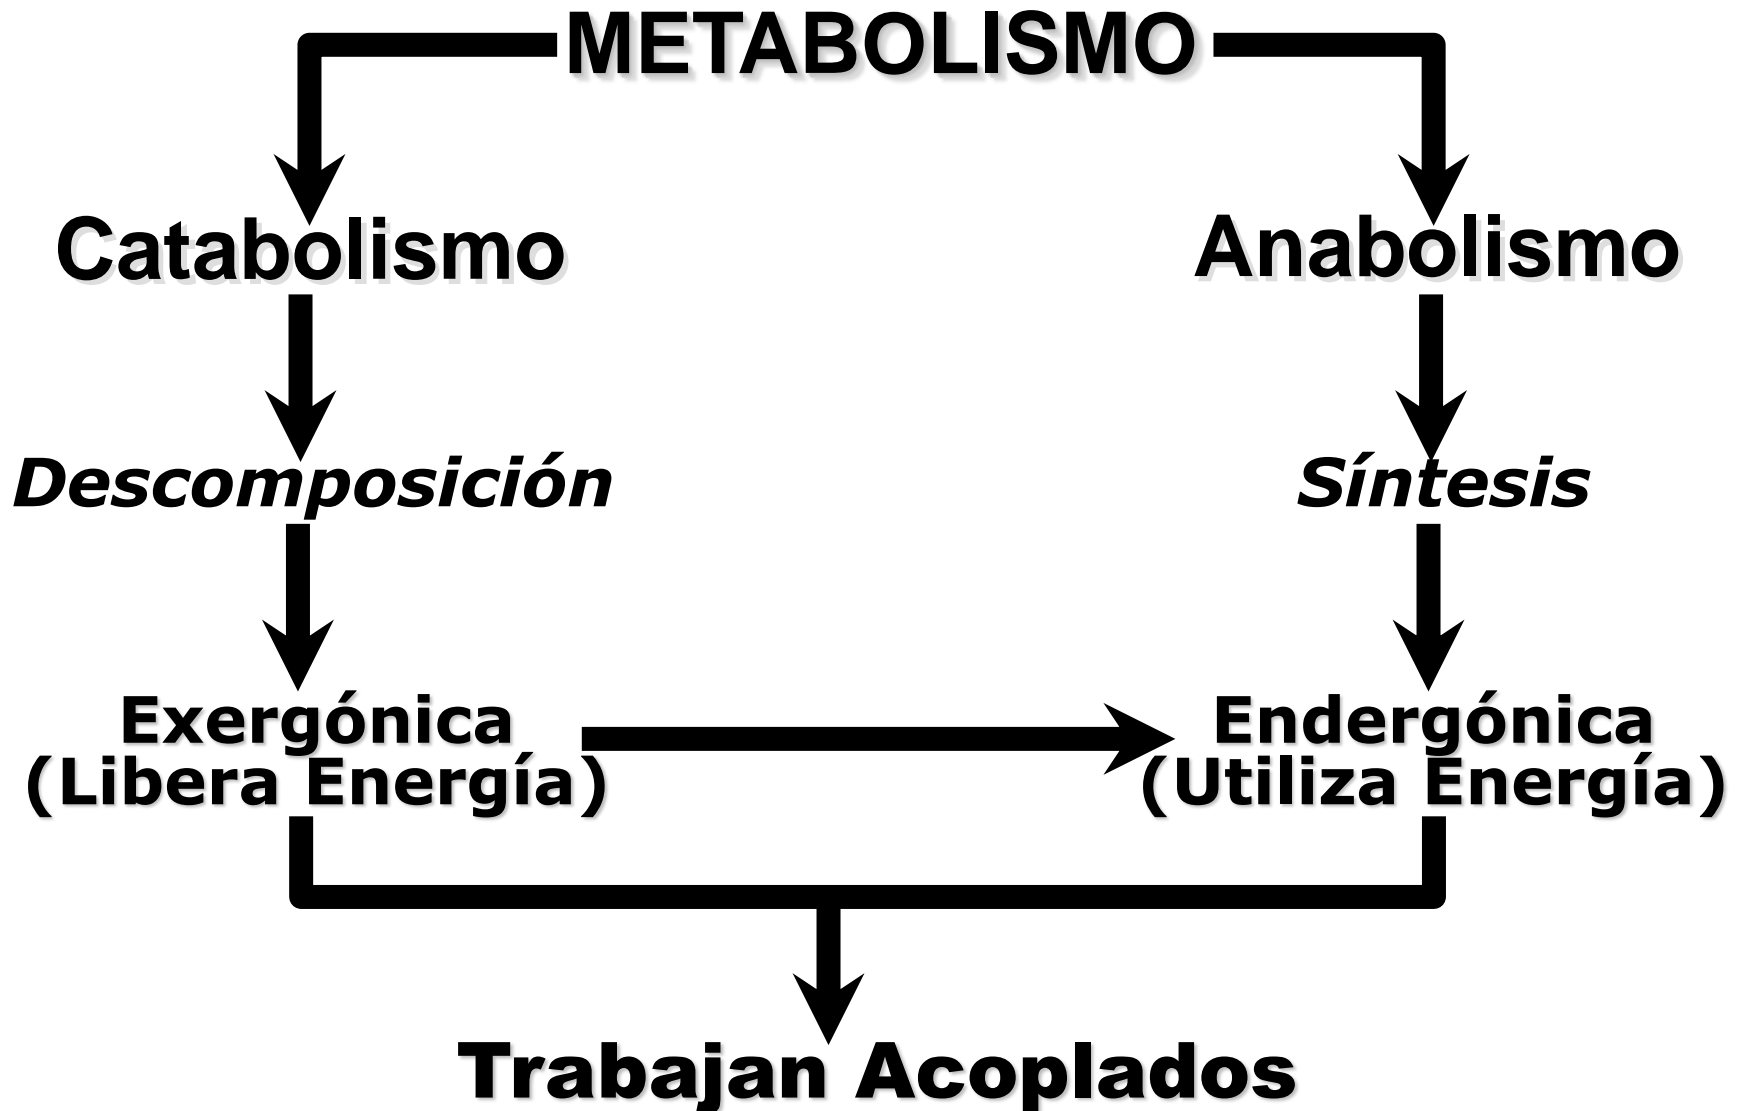 METABOLISMO
Catabolismo
Anabolismo
Descomposición
Síntesis
Exergónica
(Libera Energía)
Endergónica
(Utiliza Energía)
Trabajan Acoplados